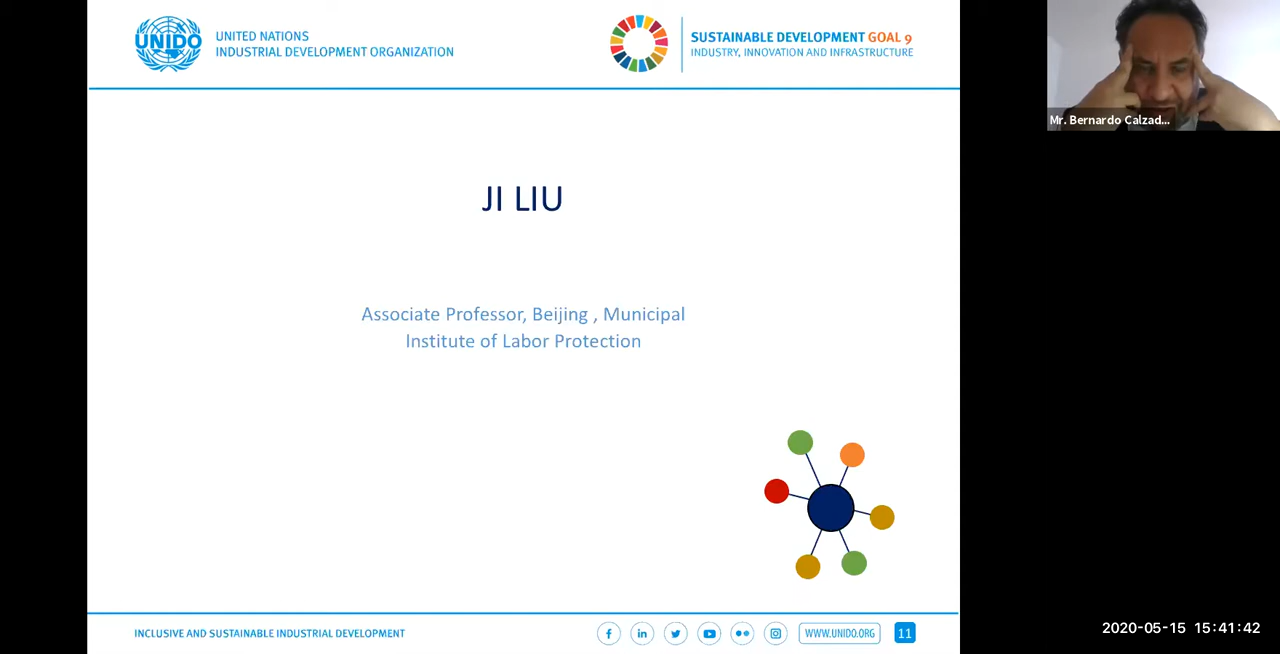 UNIDO
UNITED NATIONS
INDUSTRIAL DEVELOPMENT ORGANIZATION
SUSTAINABLE DEVELOPMENT GOAL 9
INDUSTRY, INNOVATION AND INFRASTRUCTURE
Mr. Bernardo Calzad...
JI LIU
Associate Professor, Beijing , Municipal
Institute of Labor Protection
INCLUSIVE AND SUSTAINABLE INDUSTRIAL DEVELOPMENT
WWW.UNIDO.ORG
11
2020-05-15 15:41:42